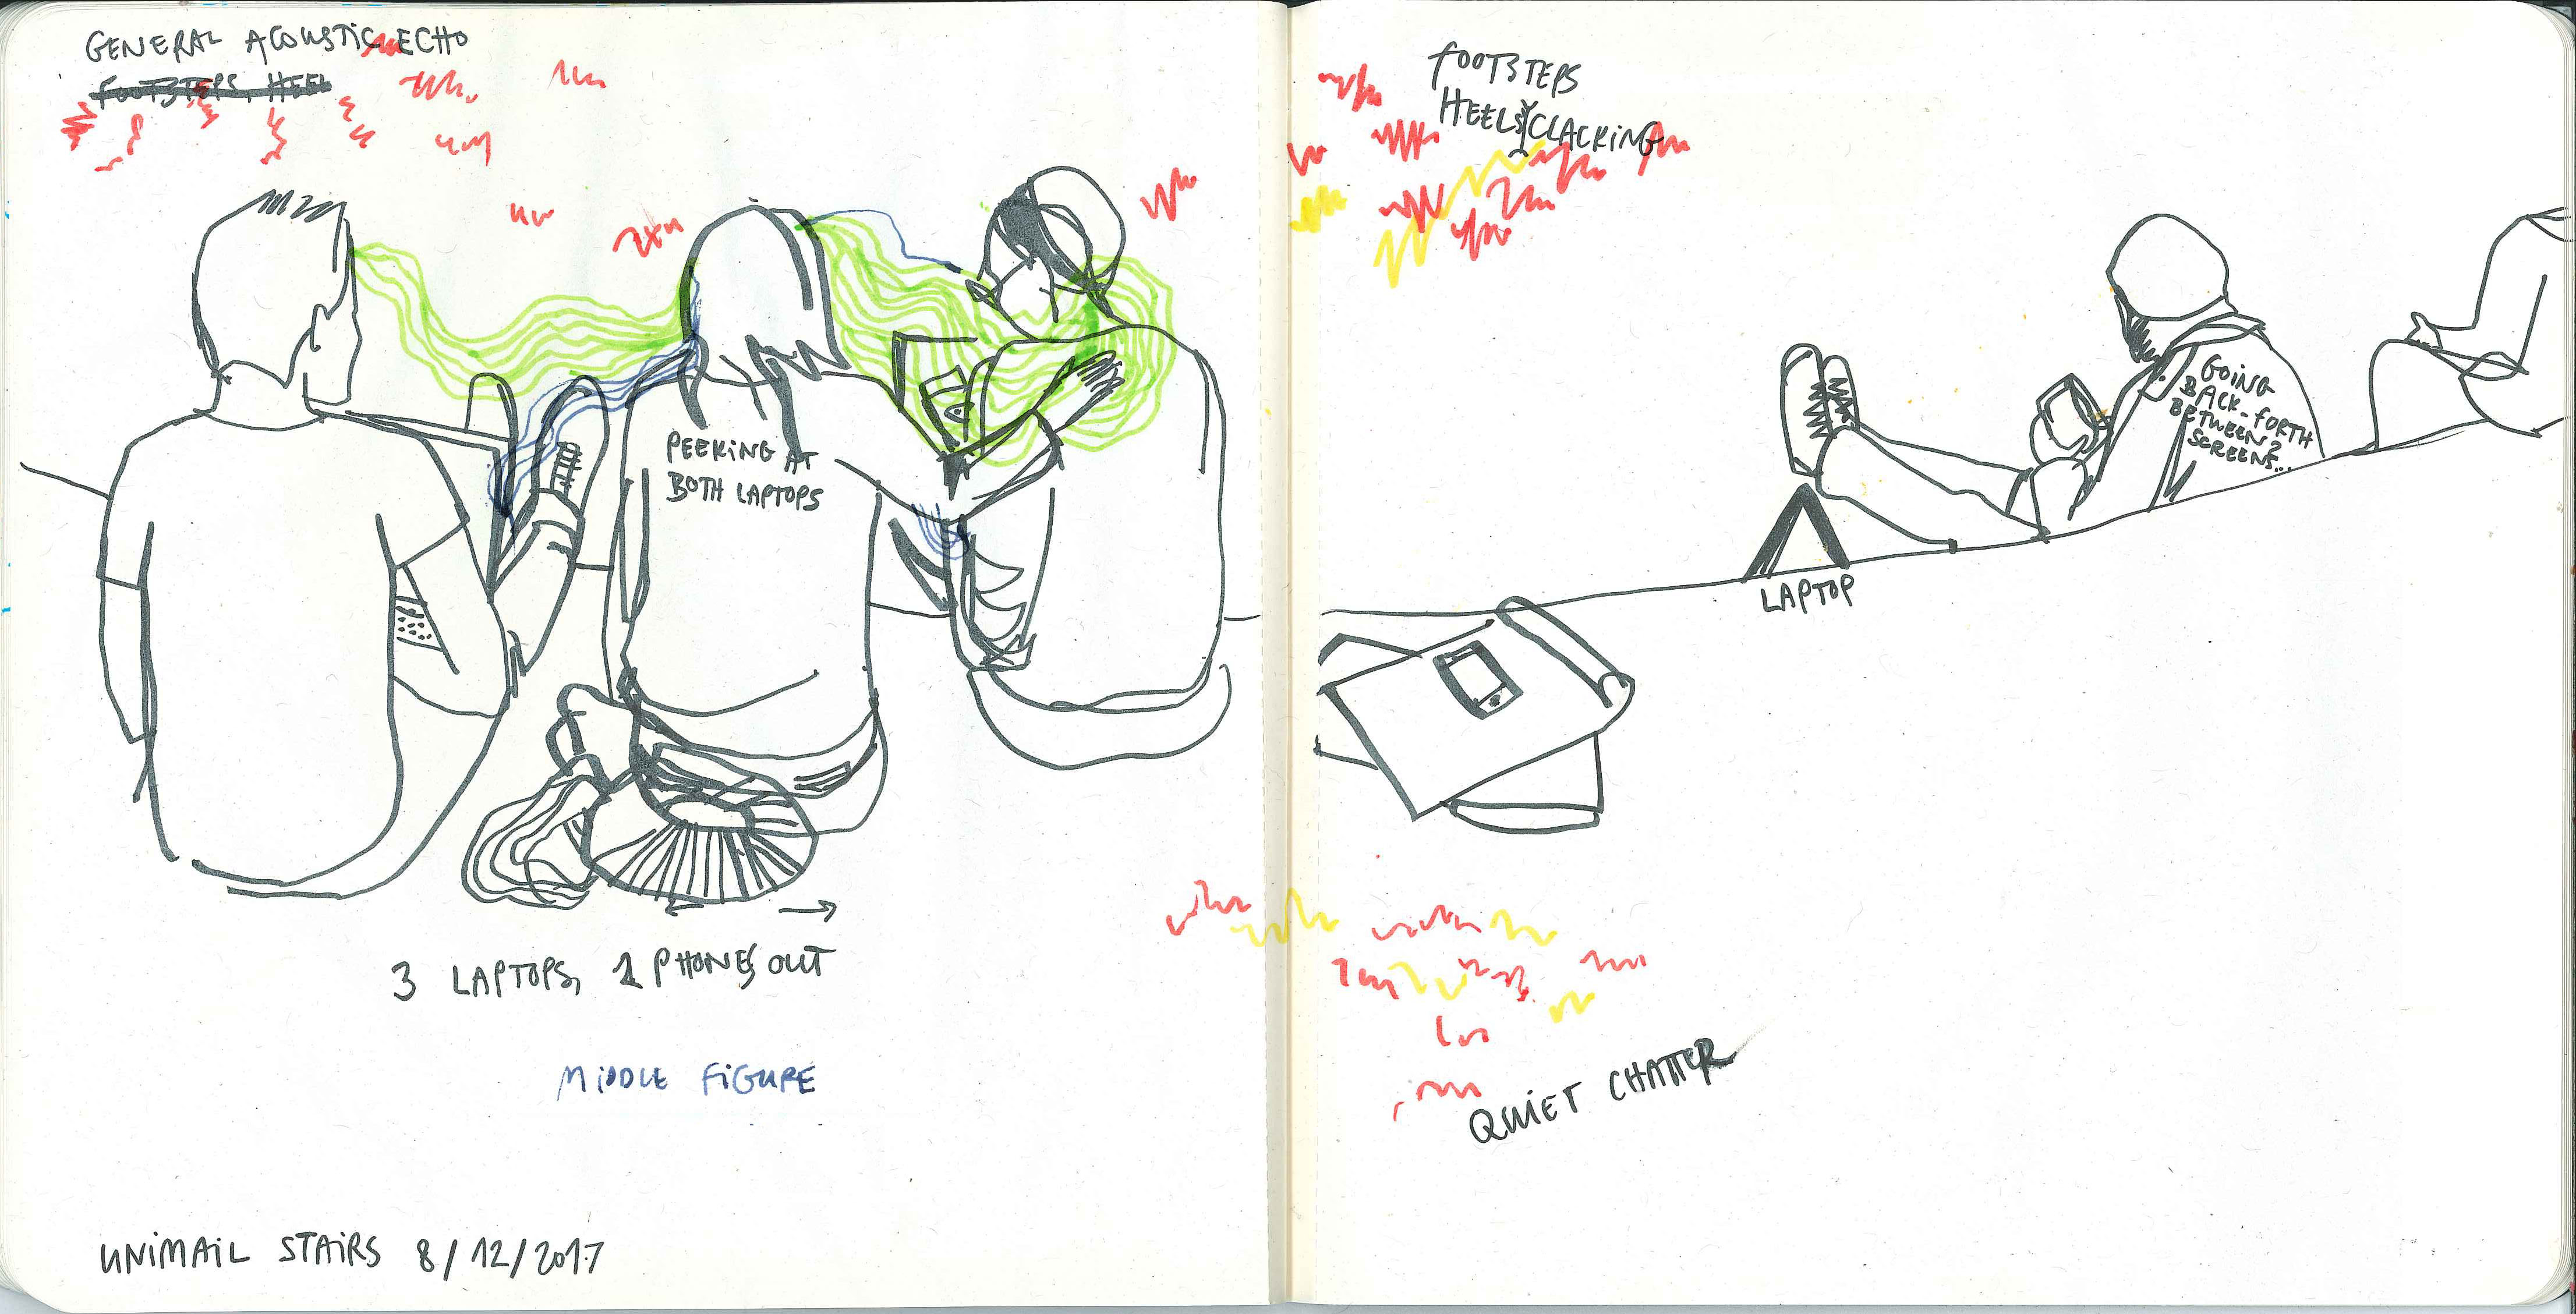 GENERAL ACOUSTIC ECHO
FOOTSTEPS, HEEL
FOOTSTEPS
HEELS CLACKING
PEEKING AT
BOTH LAPTOPS
GOING
BACK-FORTH
BETWEEN 2
SCREENS...
LAPTOP
3 LAPTOPS, 2 PHONES OUT
MIDDLE FIGURE
QUIET CHATTER
UNIMAIL STAIRS 8/12/2017